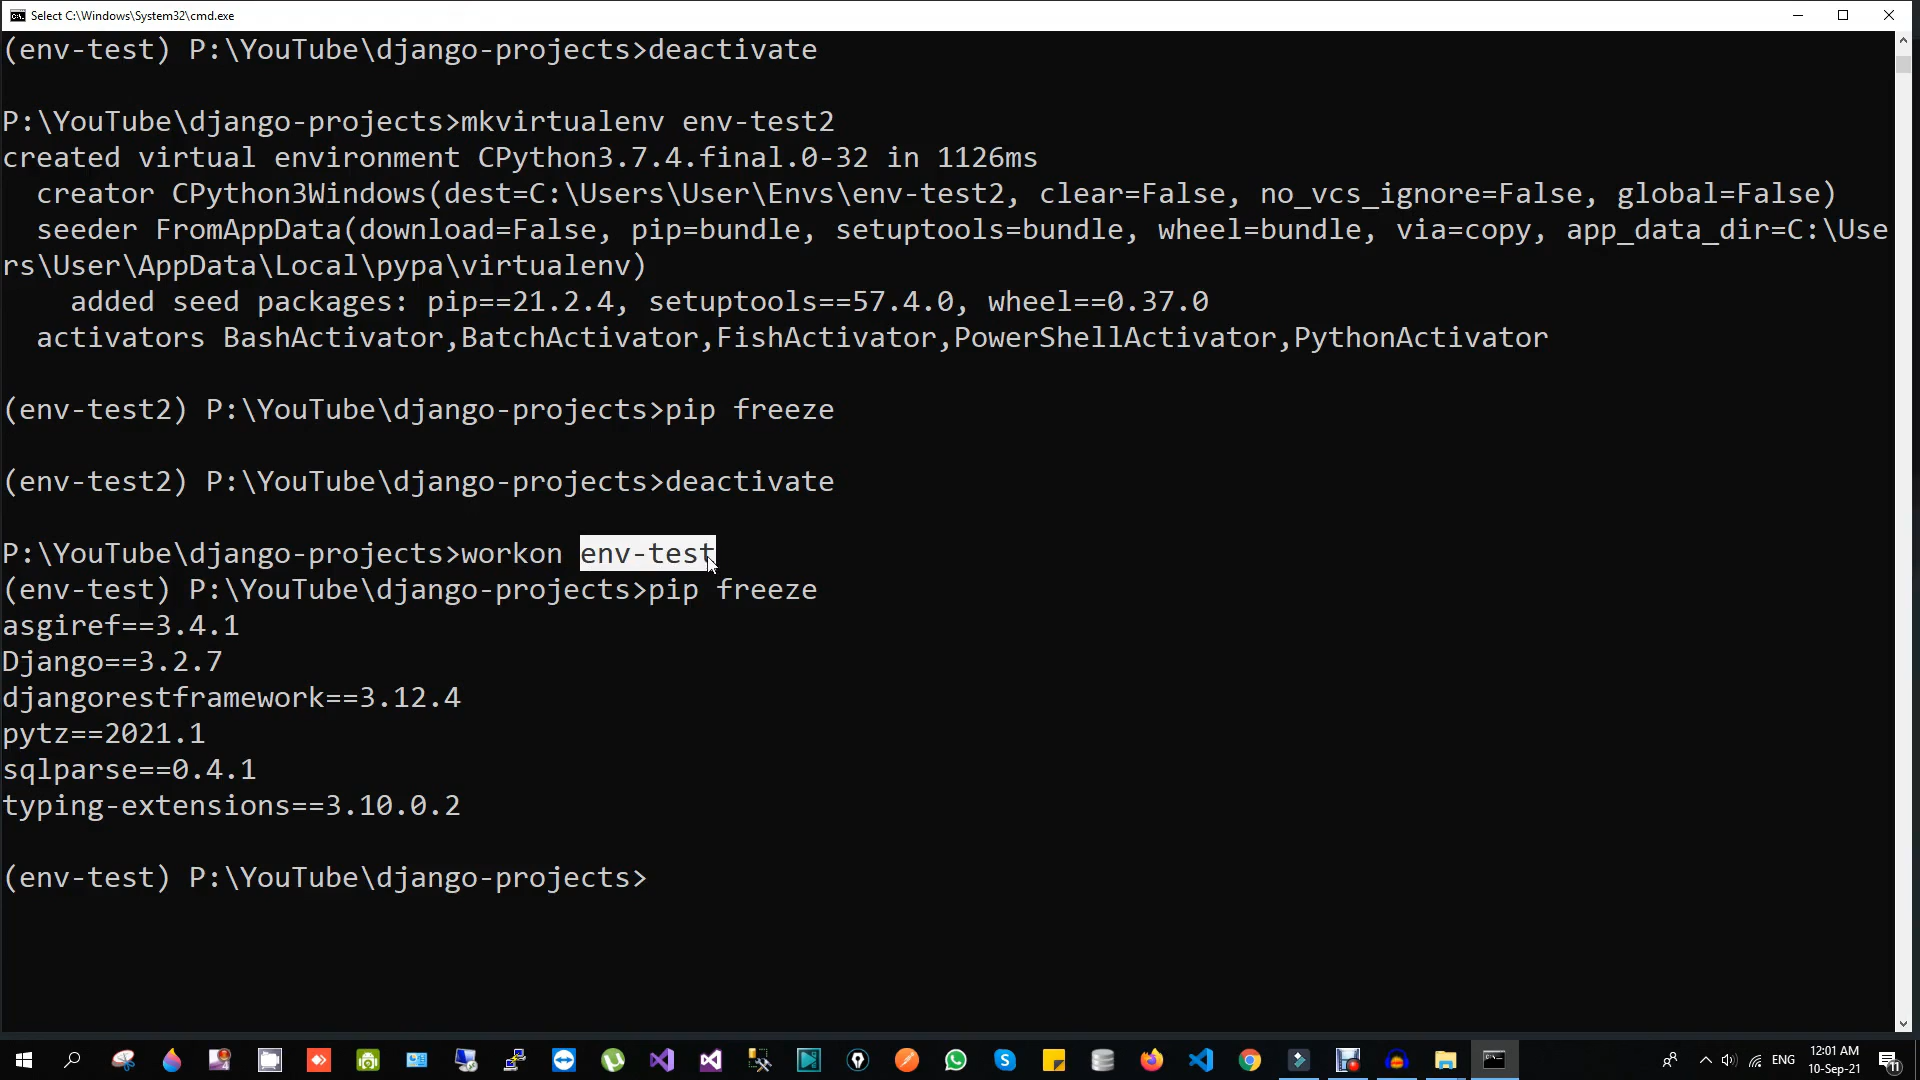 Select C:\Windows\System32\cmd.exe
(env-test) P:\YouTube\django-projects>deactivate
P:\YouTube\django-projects>mkvirtualenv env-test2
created virtual environment CPython3.7.4.final.0-32 in 1126ms
  creator CPython3Windows(dest=C:\Users\User\Envs\env-test2, clear=False, no_vcs_ignore=False, global=False)
  seeder FromAppData(download=False, pip=bundle, setuptools=bundle, wheel=bundle, via=copy, app_data_dir=C:\Use
rs\User\AppData\Local\pypa\virtualenv)
    added seed packages: pip==21.2.4, setuptools==57.4.0, wheel==0.37.0
  activators BashActivator,BatchActivator,FishActivator,PowerShellActivator,PythonActivator
(env-test2) P:\YouTube\django-projects>pip freeze
(env-test2) P:\YouTube\django-projects>deactivate
P:\YouTube\django-projects>workon env-test
(env-test) P:\YouTube\django-projects>pip freeze
asgiref==3.4.1
Django==3.2.7
djangorestframework==3.12.4
pytz==2021.1
sqlparse==0.4.1
typing-extensions==3.10.0.2
(env-test) P:\YouTube\django-projects>
ENG
12:01 AM
10-Sep-21
11